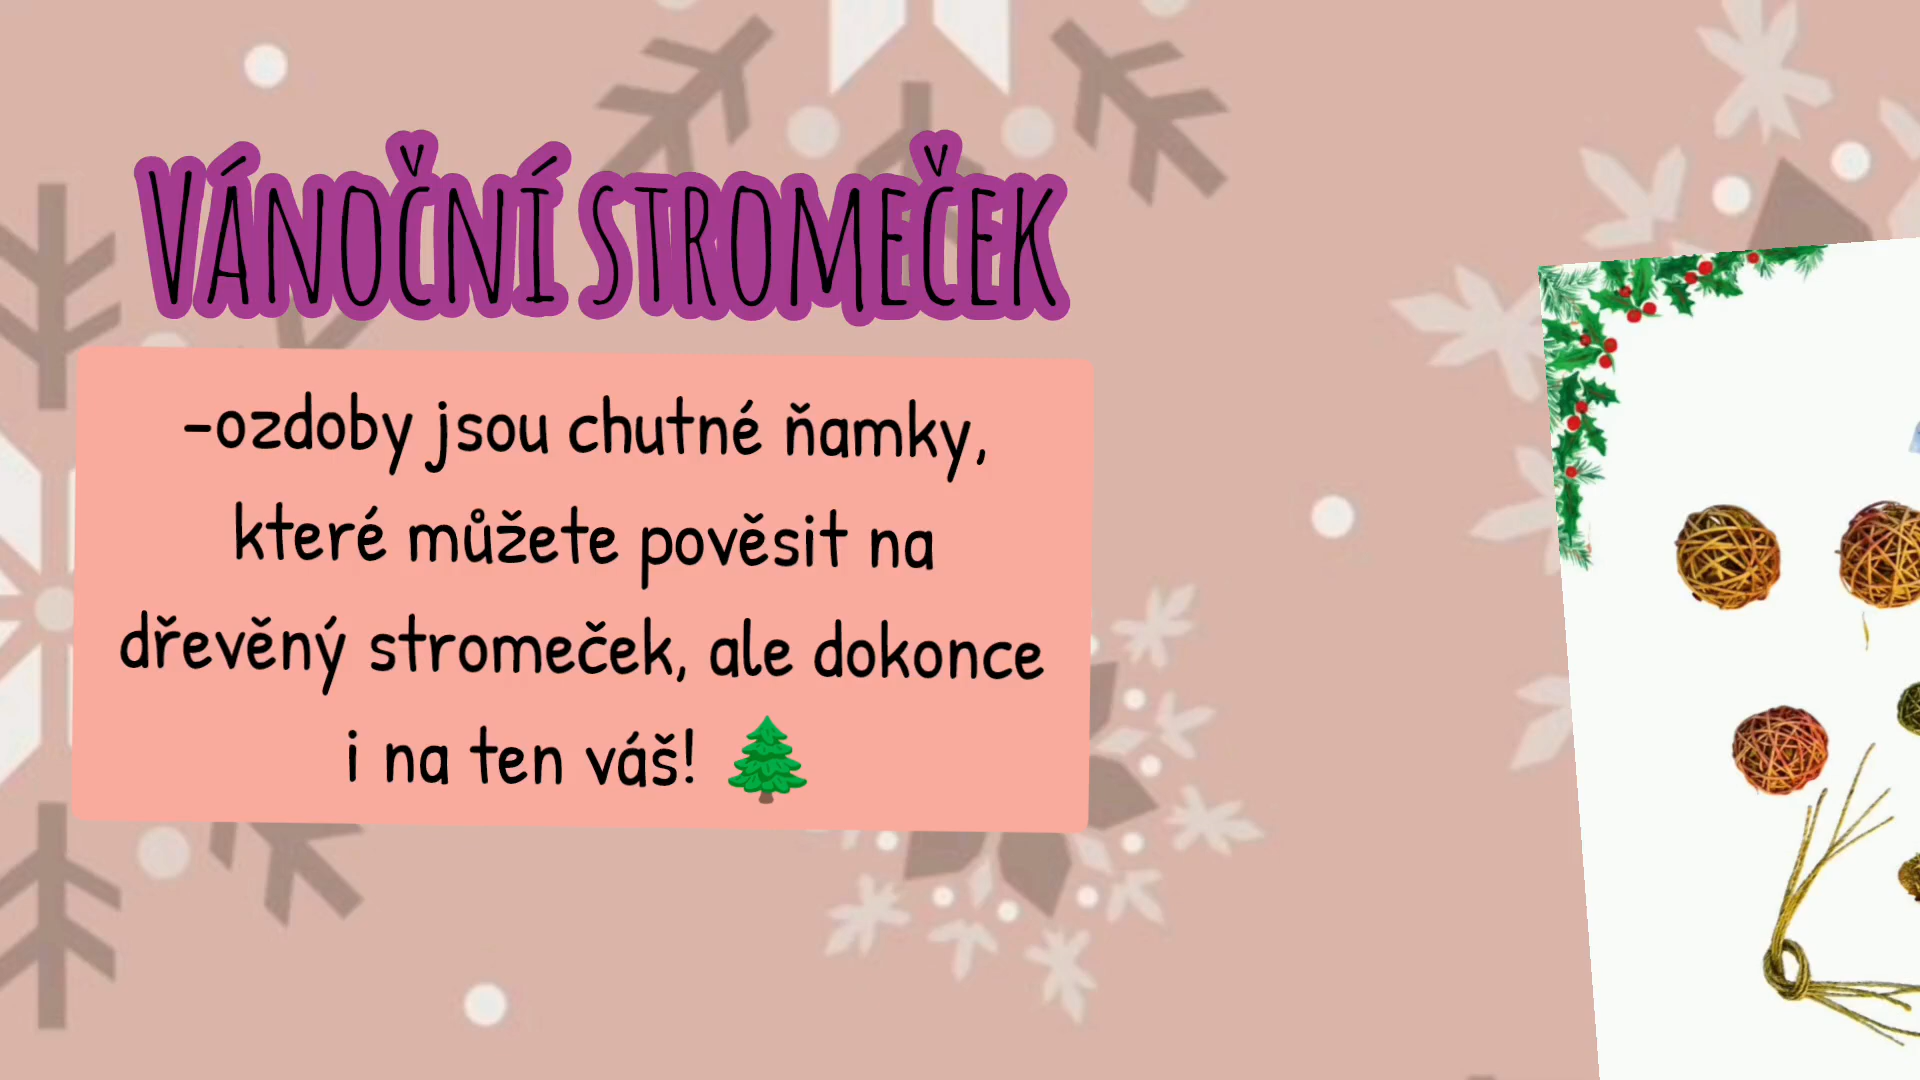 Vánoční stromeček
-ozdoby jsou chutné ňamky,
které můžete pověsit na
dřevěný stromeček, ale dokonce
i na ten váš! 🌲